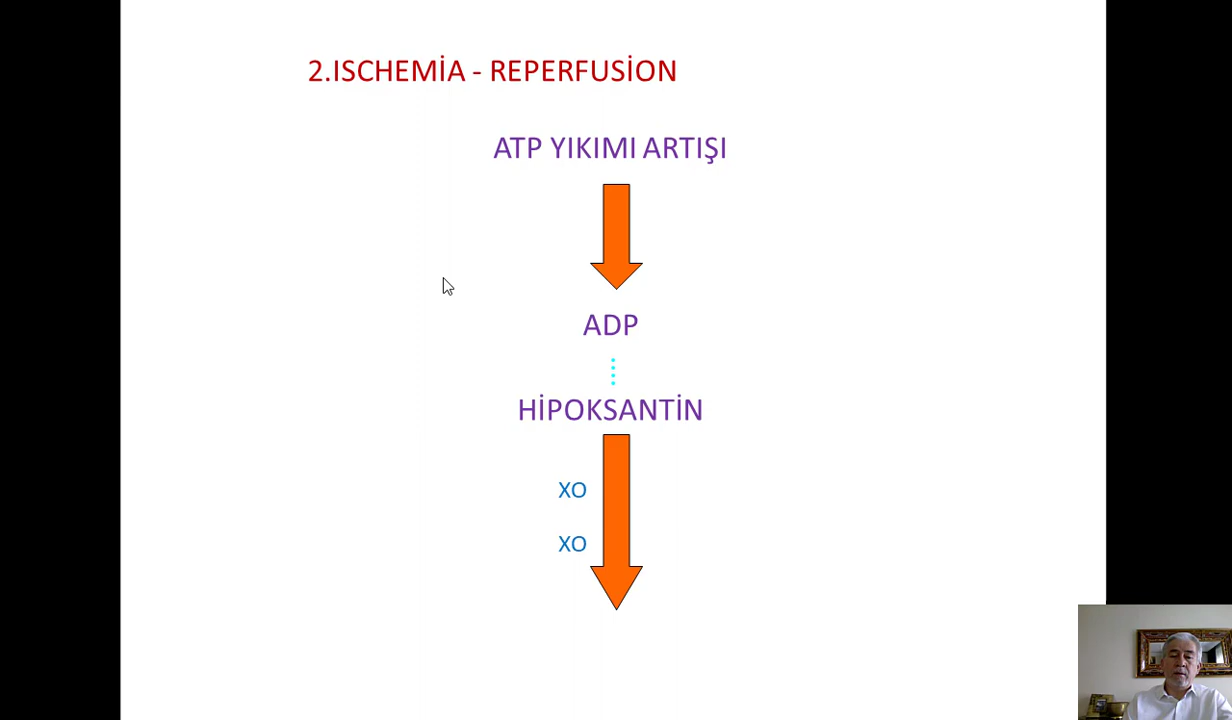 2.ISCHEMİA - REPERFUSİON
ATP YIKIMI ARTIŞI
ADP
HİPOKSANTİN
XO
XO